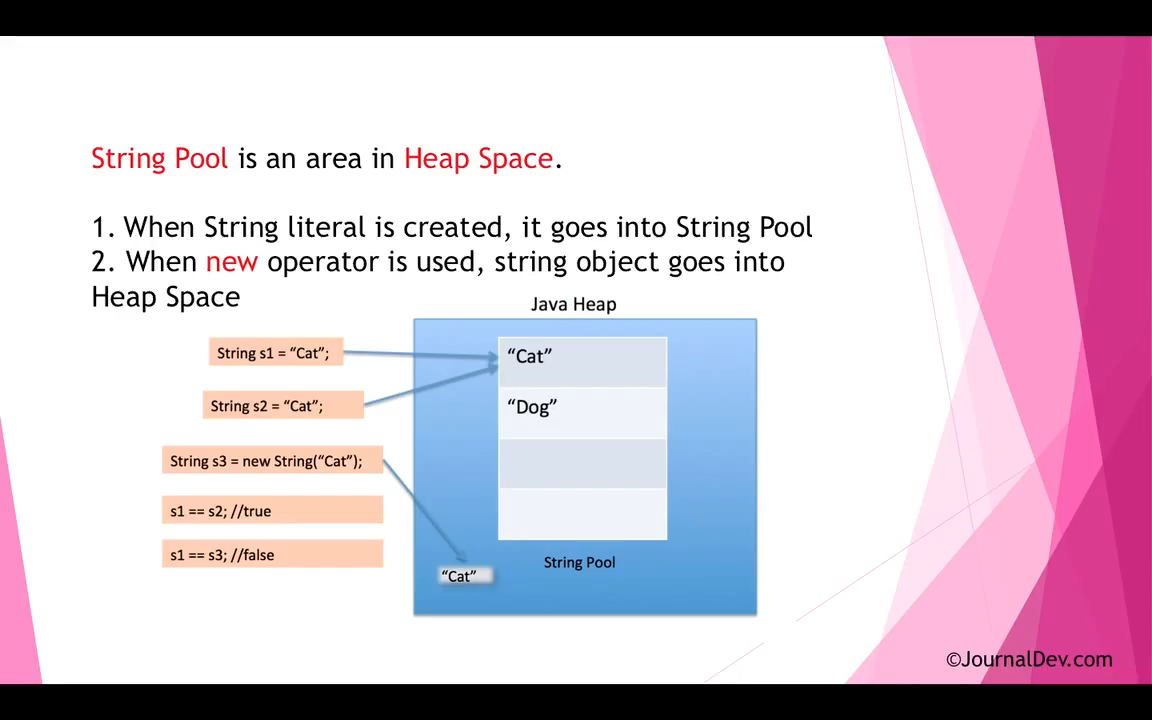 String Pool is an area in Heap Space.
1. When String literal is created, it goes into String Pool
2. When new operator is used, string object goes into
Heap Space
Java Heap
String s1 = “Cat”;
“Cat”
String s2 = “Cat”;
“Dog”
String s3 = new String(“Cat”);
s1 == s2; //true
s1 == s3; //false
String Pool
“Cat”
©JournalDev.com